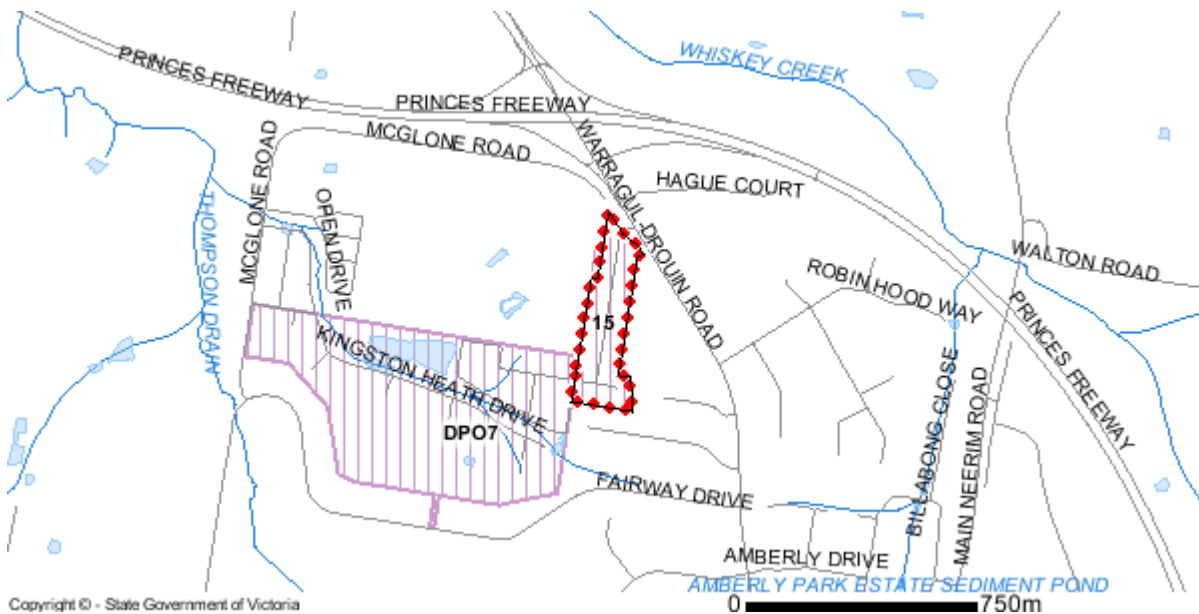 PRINCES FREEWAY
WHISKEY CREEK
PRINCES FREEWAY
MCGLONE ROAD
WARRAGUL-DROUIN ROAD
HAGUE COURT
MCGLONE ROAD
OPEN DRIVE
THOMPSON DRAIN
WALTON ROAD
ROBIN HOOD WAY
PRINCES FREEWAY
15
KINGSTON HEATH DRIVE
DPO7
BILLABONG CLOSE
MAIN NEERIM ROAD
FAIRWAY DRIVE
AMBERLY DRIVE
AMBERLY PARK ESTATE SEDIMENT POND
Copyright © - State Government of Victoria
0 750m